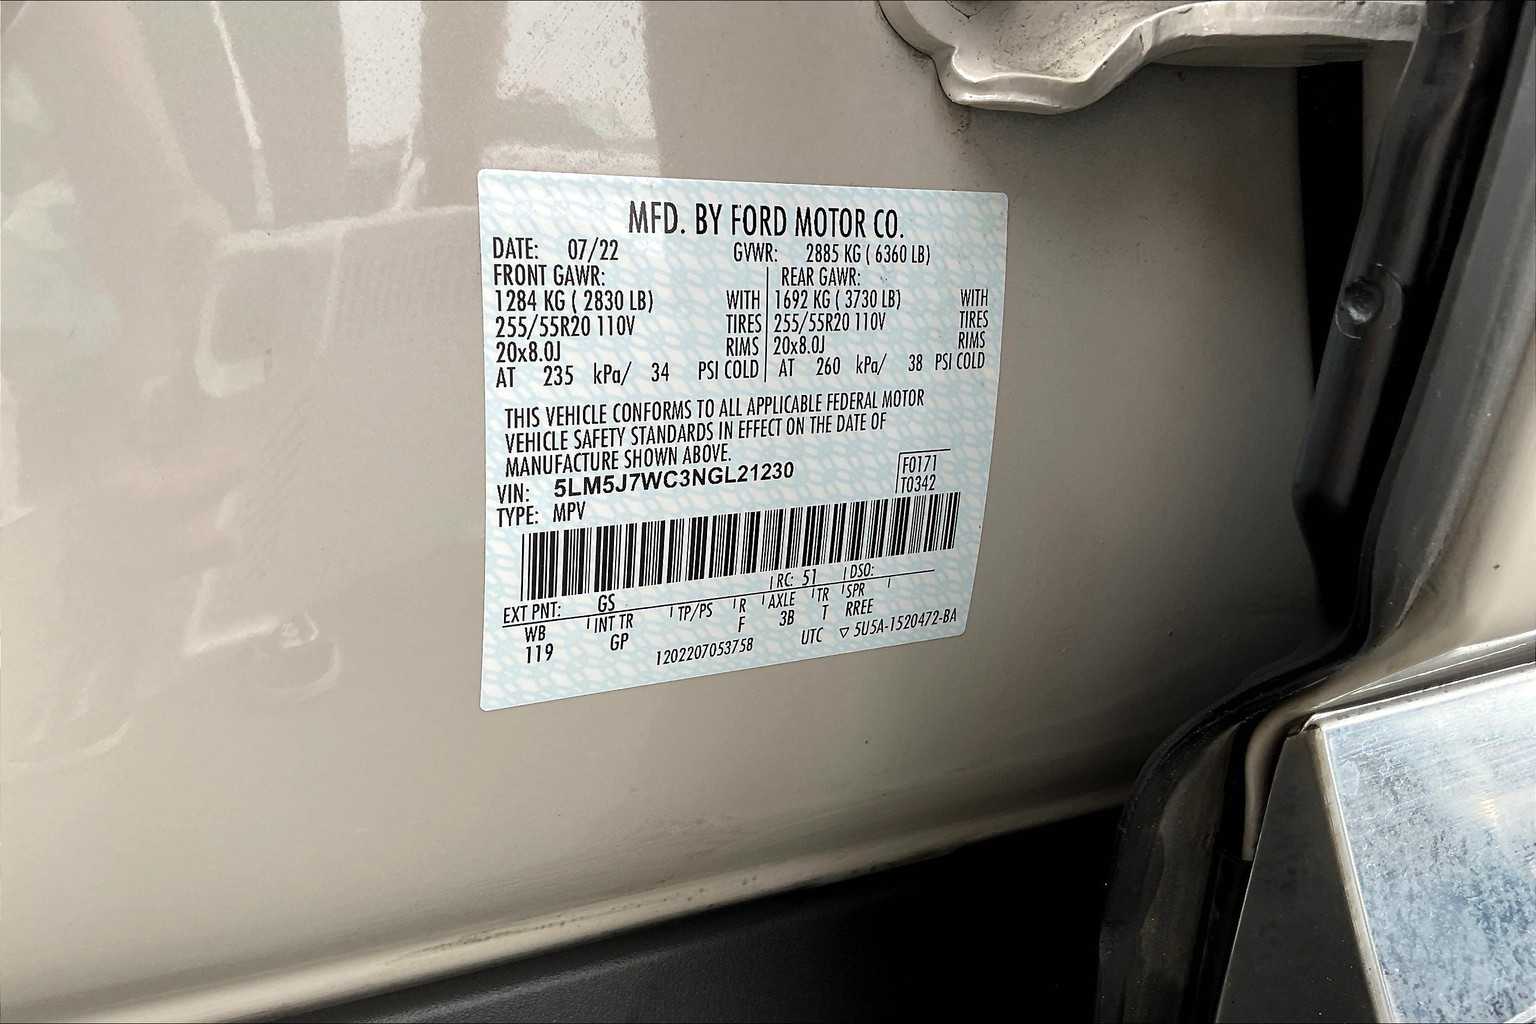 MFD. BY FORD MOTOR CO.
DATE: 07/22 GVWR: 2885 KG ( 6360 LB)
FRONT GAWR: REAR GAWR:
1284 KG ( 2830 LB) WITH 1692 KG ( 3730 LB) WITH
255/55R20 110V TIRES 255/55R20 110V TIRES
20x8.0J RIMS 20x8.0J RIMS
AT 235 kPa/ 34 PSI COLD AT 260 kPa/ 38 PSI COLD
THIS VEHICLE CONFORMS TO ALL APPLICABLE FEDERAL MOTOR
VEHICLE SAFETY STANDARDS IN EFFECT ON THE DATE OF
MANUFACTURE SHOWN ABOVE.
F0171
VIN: 5LM5J7WC3NGL21230
T0342
TYPE: MPV
EXT PNT: GS RC: 51 DSO:
WB INT TR TP/PS R AXLE TR SPR
119 GP F 3B T RREE
1202207053758 UTC ▽ 5U5A-1520472-BA